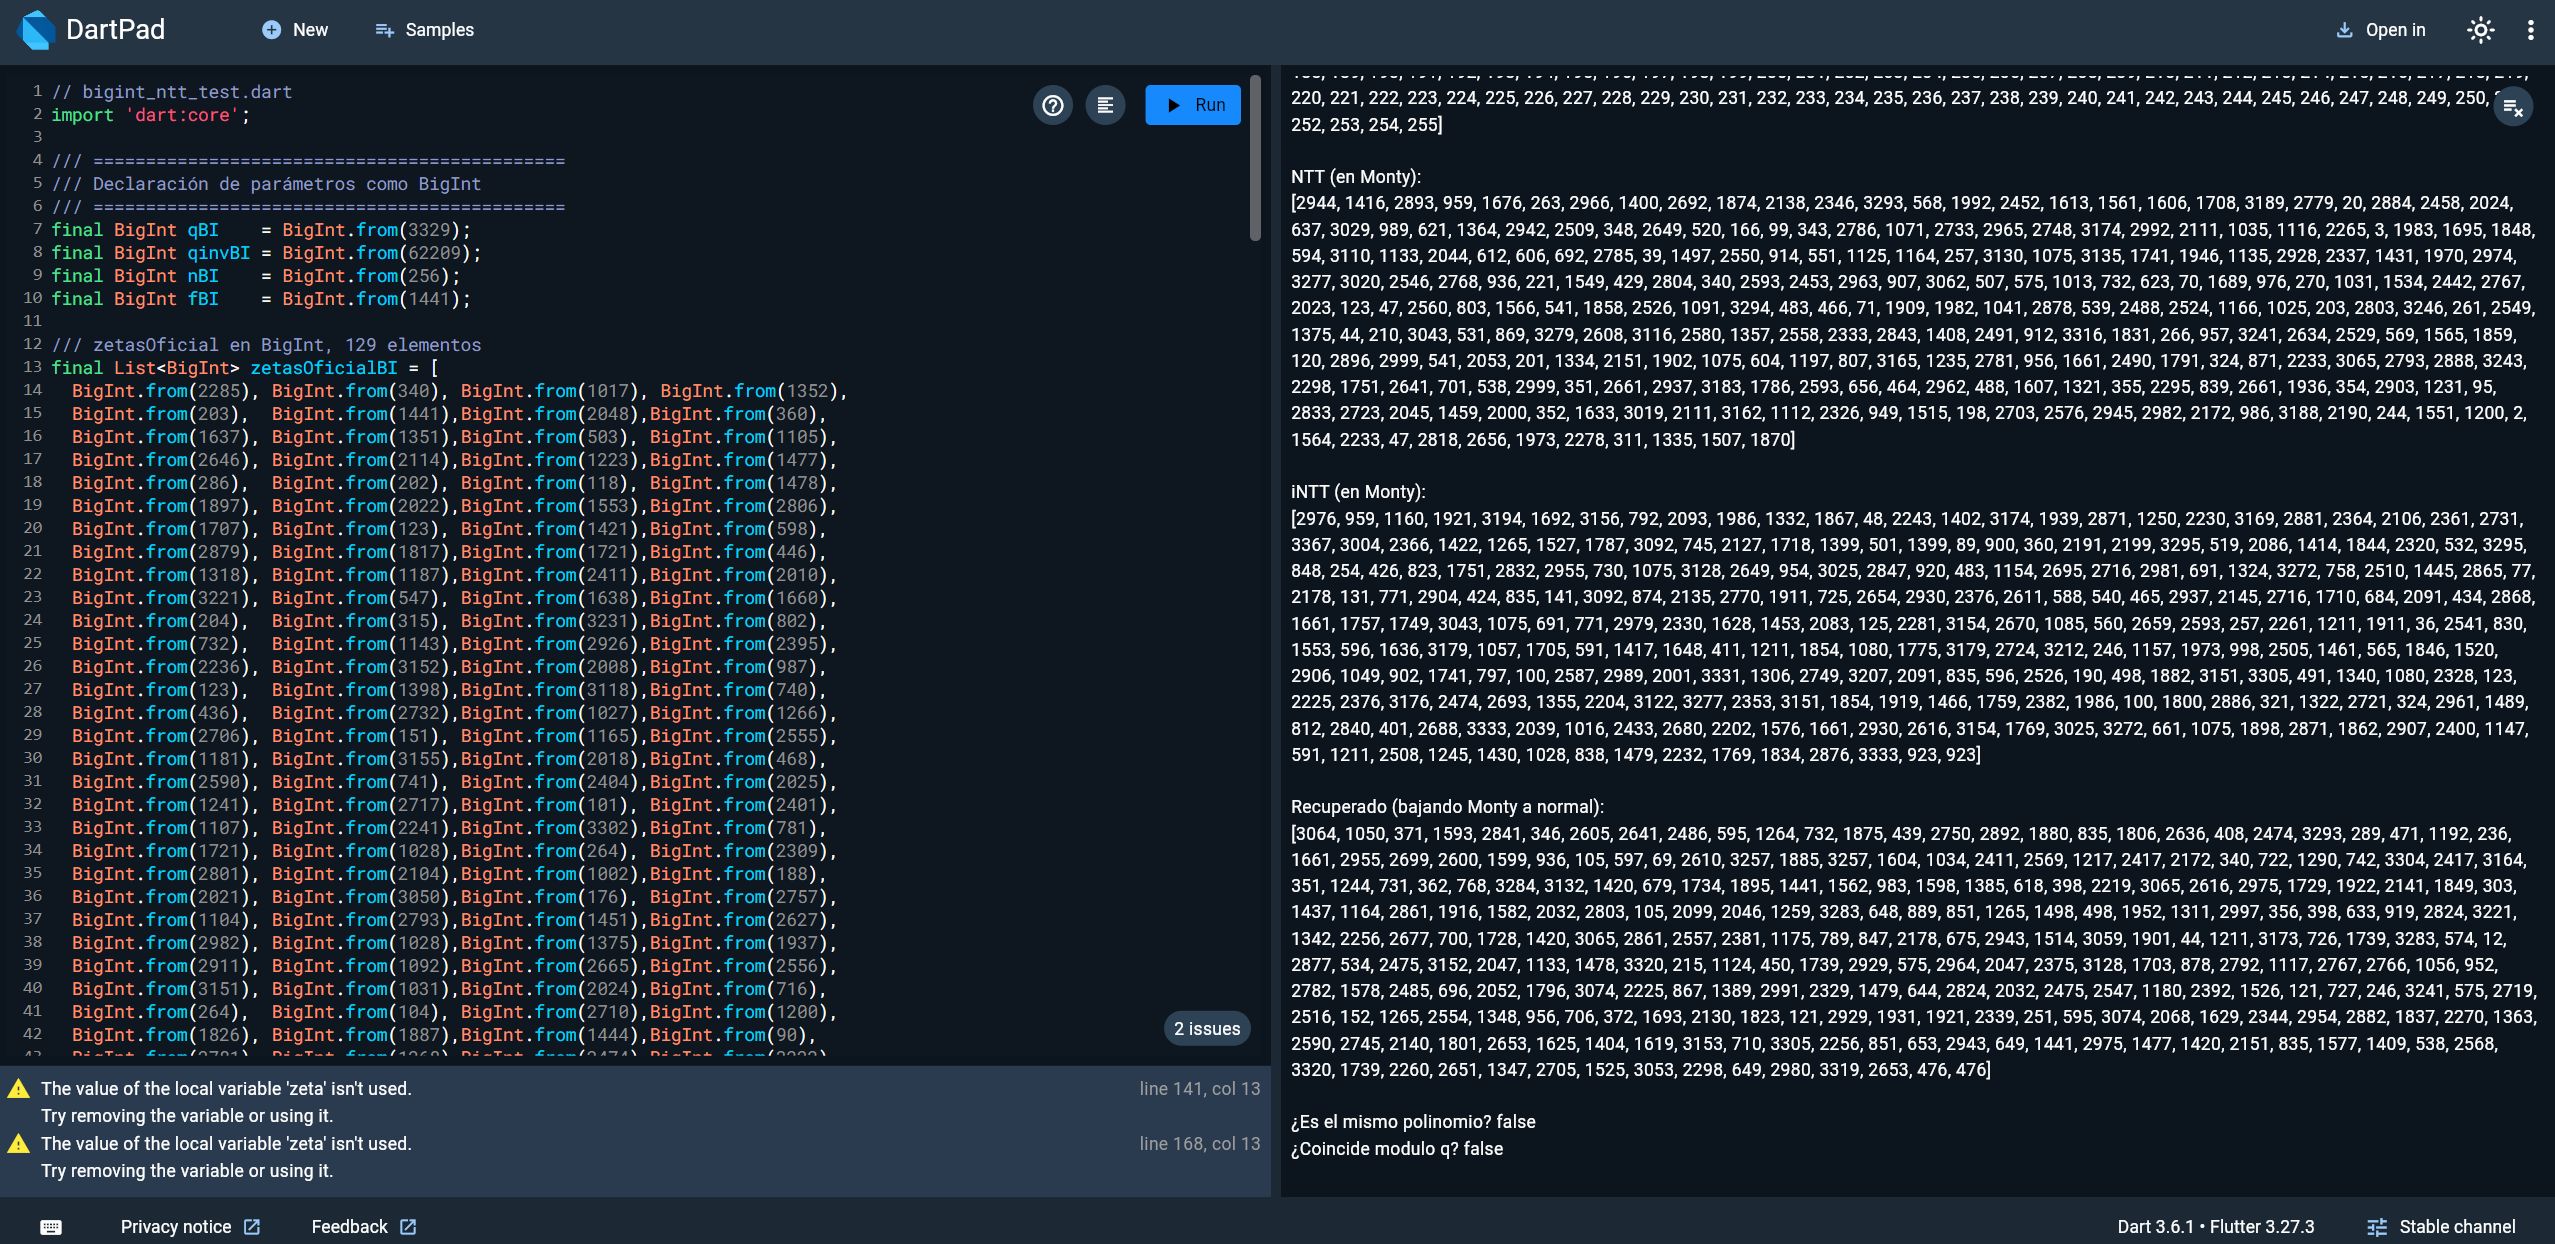 DartPad
New
Samples
Open in
1 // bigint_ntt_test.dart
2 import 'dart:core';
3
4 /// =============================================
5 /// Declaración de parámetros como BigInt
6 /// =============================================
7 final BigInt qBI    = BigInt.from(3329);
8 final BigInt qinvBI = BigInt.from(62209);
9 final BigInt nBI    = BigInt.from(256);
10 final BigInt fBI    = BigInt.from(1441);
11
12 /// zetasOficial en BigInt, 129 elementos
13 final List<BigInt> zetasOficialBI = [
14 BigInt.from(2285), BigInt.from(340), BigInt.from(1017), BigInt.from(1352),
15 BigInt.from(203), BigInt.from(1441),BigInt.from(2048),BigInt.from(360),
16 BigInt.from(1637), BigInt.from(1351),BigInt.from(503), BigInt.from(1105),
17 BigInt.from(2646), BigInt.from(2114),BigInt.from(1223),BigInt.from(1477),
18 BigInt.from(286), BigInt.from(202), BigInt.from(118), BigInt.from(1478),
19 BigInt.from(1897), BigInt.from(2022),BigInt.from(1553),BigInt.from(2806),
20 BigInt.from(1707), BigInt.from(123), BigInt.from(1421),BigInt.from(598),
21 BigInt.from(2879), BigInt.from(1817),BigInt.from(1721),BigInt.from(446),
22 BigInt.from(1318), BigInt.from(1187),BigInt.from(2411),BigInt.from(2010),
23 BigInt.from(3221), BigInt.from(547), BigInt.from(1638),BigInt.from(1660),
24 BigInt.from(204), BigInt.from(315), BigInt.from(3231),BigInt.from(802),
25 BigInt.from(732), BigInt.from(1143),BigInt.from(2926),BigInt.from(2395),
26 BigInt.from(2236), BigInt.from(3152),BigInt.from(2008),BigInt.from(987),
27 BigInt.from(123), BigInt.from(1398),BigInt.from(3118),BigInt.from(740),
28 BigInt.from(436), BigInt.from(2732),BigInt.from(1027),BigInt.from(1266),
29 BigInt.from(2706), BigInt.from(151), BigInt.from(1165),BigInt.from(2555),
30 BigInt.from(1181), BigInt.from(3155),BigInt.from(2018),BigInt.from(468),
31 BigInt.from(2590), BigInt.from(741), BigInt.from(2404),BigInt.from(2025),
32 BigInt.from(1241), BigInt.from(2717),BigInt.from(101), BigInt.from(2401),
33 BigInt.from(1107), BigInt.from(2241),BigInt.from(3302),BigInt.from(781),
34 BigInt.from(1721), BigInt.from(1028),BigInt.from(264), BigInt.from(2309),
35 BigInt.from(2801), BigInt.from(2104),BigInt.from(1002),BigInt.from(188),
36 BigInt.from(2021), BigInt.from(3050),BigInt.from(176), BigInt.from(2757),
37 BigInt.from(1104), BigInt.from(2793),BigInt.from(1451),BigInt.from(2627),
38 BigInt.from(2982), BigInt.from(1028),BigInt.from(1375),BigInt.from(1937),
39 BigInt.from(2911), BigInt.from(1092),BigInt.from(2665),BigInt.from(2556),
40 BigInt.from(3151), BigInt.from(1031),BigInt.from(2024),BigInt.from(716),
41 BigInt.from(264), BigInt.from(104), BigInt.from(2710),BigInt.from(1200),
42 BigInt.from(1826), BigInt.from(1887),BigInt.from(1444),BigInt.from(90),
Run
2 issues
The value of the local variable 'zeta' isn't used.
line 141, col 13
Try removing the variable or using it.
The value of the local variable 'zeta' isn't used.
line 168, col 13
Try removing the variable or using it.
220, 221, 222, 223, 224, 225, 226, 227, 228, 229, 230, 231, 232, 233, 234, 235, 236, 237, 238, 239, 240, 241, 242, 243, 244, 245, 246, 247, 248, 249, 250,
252, 253, 254, 255]
NTT (en Monty):
[2944, 1416, 2893, 959, 1676, 263, 2966, 1400, 2692, 1874, 2138, 2346, 3293, 568, 1992, 2452, 1613, 1561, 1606, 1708, 3189, 2779, 20, 2884, 2458, 2024,
637, 3029, 989, 621, 1364, 2942, 2509, 348, 2649, 520, 166, 99, 343, 2786, 1071, 2733, 2965, 2748, 3174, 2992, 2111, 1035, 1116, 2265, 3, 1983, 1695, 1848,
594, 3110, 1133, 2044, 612, 606, 692, 2785, 39, 1497, 2550, 914, 551, 1125, 1164, 257, 3130, 1075, 3135, 1741, 1946, 1135, 2928, 2337, 1431, 1970, 2974,
3277, 3020, 2546, 2768, 936, 221, 1549, 429, 2804, 340, 2593, 2453, 2963, 907, 3062, 507, 575, 1013, 732, 623, 70, 1689, 976, 270, 1031, 1534, 2442, 2767,
2023, 123, 47, 2560, 803, 1566, 541, 1858, 2526, 1091, 3294, 483, 466, 71, 1909, 1982, 1041, 2878, 539, 2488, 2524, 1166, 1025, 203, 2803, 3246, 261, 2549,
1375, 44, 210, 3043, 531, 869, 3279, 2608, 3116, 2580, 1357, 2558, 2333, 2843, 1408, 2491, 912, 3316, 1831, 266, 957, 3241, 2634, 2529, 569, 1565, 1859,
120, 2896, 2999, 541, 2053, 201, 1334, 2151, 1902, 1075, 604, 1197, 807, 3165, 1235, 2781, 956, 1661, 2490, 1791, 324, 871, 2233, 3065, 2793, 2888, 3243,
2298, 1751, 2641, 701, 538, 2999, 351, 2661, 2937, 3183, 1786, 2593, 656, 464, 2962, 488, 1607, 1321, 355, 2295, 839, 2661, 1936, 354, 2903, 1231, 95,
2833, 2723, 2045, 1459, 2000, 352, 1633, 3019, 2111, 3162, 1112, 2326, 949, 1515, 198, 2703, 2576, 2945, 2982, 2172, 986, 3188, 2190, 244, 1551, 1200, 2,
1564, 2233, 47, 2818, 2656, 1973, 2278, 311, 1335, 1507, 1870]
iNTT (en Monty):
[2976, 959, 1160, 1921, 3194, 1692, 3156, 792, 2093, 1986, 1332, 1867, 48, 2243, 1402, 3174, 1939, 2871, 1250, 2230, 3169, 2881, 2364, 2106, 2361, 2731,
3367, 3004, 2366, 1422, 1265, 1527, 1787, 3092, 745, 2127, 1718, 1399, 501, 1399, 89, 900, 360, 2191, 2199, 3295, 519, 2086, 1414, 1844, 2320, 532, 3295,
848, 254, 426, 823, 1751, 2832, 2955, 730, 1075, 3128, 2649, 954, 3025, 2847, 920, 483, 1154, 2695, 2716, 2981, 691, 1324, 3272, 758, 2510, 1445, 2865, 77,
2178, 131, 771, 2904, 424, 835, 141, 3092, 874, 2135, 2770, 1911, 725, 2654, 2930, 2376, 2611, 588, 540, 465, 2937, 2145, 2716, 1710, 684, 2091, 434, 2868,
1661, 1757, 1749, 3043, 1075, 691, 771, 2979, 2330, 1628, 1453, 2083, 125, 2281, 3154, 2670, 1085, 560, 2659, 2593, 257, 2261, 1211, 1911, 36, 2541, 830,
1553, 596, 1636, 3179, 1057, 1705, 591, 1417, 1648, 411, 1211, 1854, 1080, 1775, 3179, 2724, 3212, 246, 1157, 1973, 998, 2505, 1461, 565, 1846, 1520,
2906, 1049, 902, 1741, 797, 100, 2587, 2989, 2001, 3331, 1306, 2749, 3207, 2091, 835, 596, 2526, 190, 498, 1882, 3151, 3305, 491, 1340, 1080, 2328, 123,
2225, 2376, 3176, 2474, 2693, 1355, 2204, 3122, 3277, 2353, 3151, 1854, 1919, 1466, 1759, 2382, 1986, 100, 1800, 2886, 321, 1322, 2721, 324, 2961, 1489,
812, 2840, 401, 2688, 3333, 2039, 1016, 2433, 2680, 2202, 1576, 1661, 2930, 2616, 3154, 1769, 3025, 3272, 661, 1075, 1898, 2871, 1862, 2907, 2400, 1147,
591, 1211, 2508, 1245, 1430, 1028, 838, 1479, 2232, 1769, 1834, 2876, 3333, 923, 923]
Recuperado (bajando Monty a normal):
[3064, 1050, 371, 1593, 2841, 346, 2605, 2641, 2486, 595, 1264, 732, 1875, 439, 2750, 2892, 1880, 835, 1806, 2636, 408, 2474, 3293, 289, 471, 1192, 236,
1661, 2955, 2699, 2600, 1599, 936, 105, 597, 69, 2610, 3257, 1885, 3257, 1604, 1034, 2411, 2569, 1217, 2417, 2172, 340, 722, 1290, 742, 3304, 2417, 3164,
351, 1244, 731, 362, 768, 3284, 3132, 1420, 679, 1734, 1895, 1441, 1562, 983, 1598, 1385, 618, 398, 2219, 3065, 2616, 2975, 1729, 1922, 2141, 1849, 303,
1437, 1164, 2861, 1916, 1582, 2032, 2803, 105, 2099, 2046, 1259, 3283, 648, 889, 851, 1265, 1498, 498, 1952, 1311, 2997, 356, 398, 633, 919, 2824, 3221,
1342, 2256, 2677, 700, 1728, 1420, 3065, 2861, 2557, 2381, 1175, 789, 847, 2178, 675, 2943, 1514, 3059, 1901, 44, 1211, 3173, 726, 1739, 3283, 574, 12,
2877, 534, 2475, 3152, 2047, 1133, 1478, 3320, 215, 1124, 450, 1739, 2929, 575, 2964, 2047, 2375, 3128, 1703, 878, 2792, 1117, 2767, 2766, 1056, 952,
2782, 1578, 2485, 696, 2052, 1796, 3074, 2225, 867, 1389, 2991, 2329, 1479, 644, 2824, 2032, 2475, 2547, 1180, 2392, 1526, 121, 727, 246, 3241, 575, 2719,
2516, 152, 1265, 2554, 1348, 956, 706, 372, 1693, 2130, 1823, 121, 2929, 1931, 1921, 2339, 251, 595, 3074, 2068, 1629, 2344, 2954, 2882, 1837, 2270, 1363,
2590, 2745, 2140, 1801, 2653, 1625, 1404, 1619, 3153, 710, 3305, 2256, 851, 653, 2943, 649, 1441, 2975, 1477, 1420, 2151, 835, 1577, 1409, 538, 2568,
3320, 1739, 2260, 2651, 1347, 2705, 1525, 3053, 2298, 649, 2980, 3319, 2653, 476, 476]
¿Es el mismo polinomio? false
¿Coincide modulo q? false
Privacy notice
Feedback
Dart 3.6.1 • Flutter 3.27.3
Stable channel